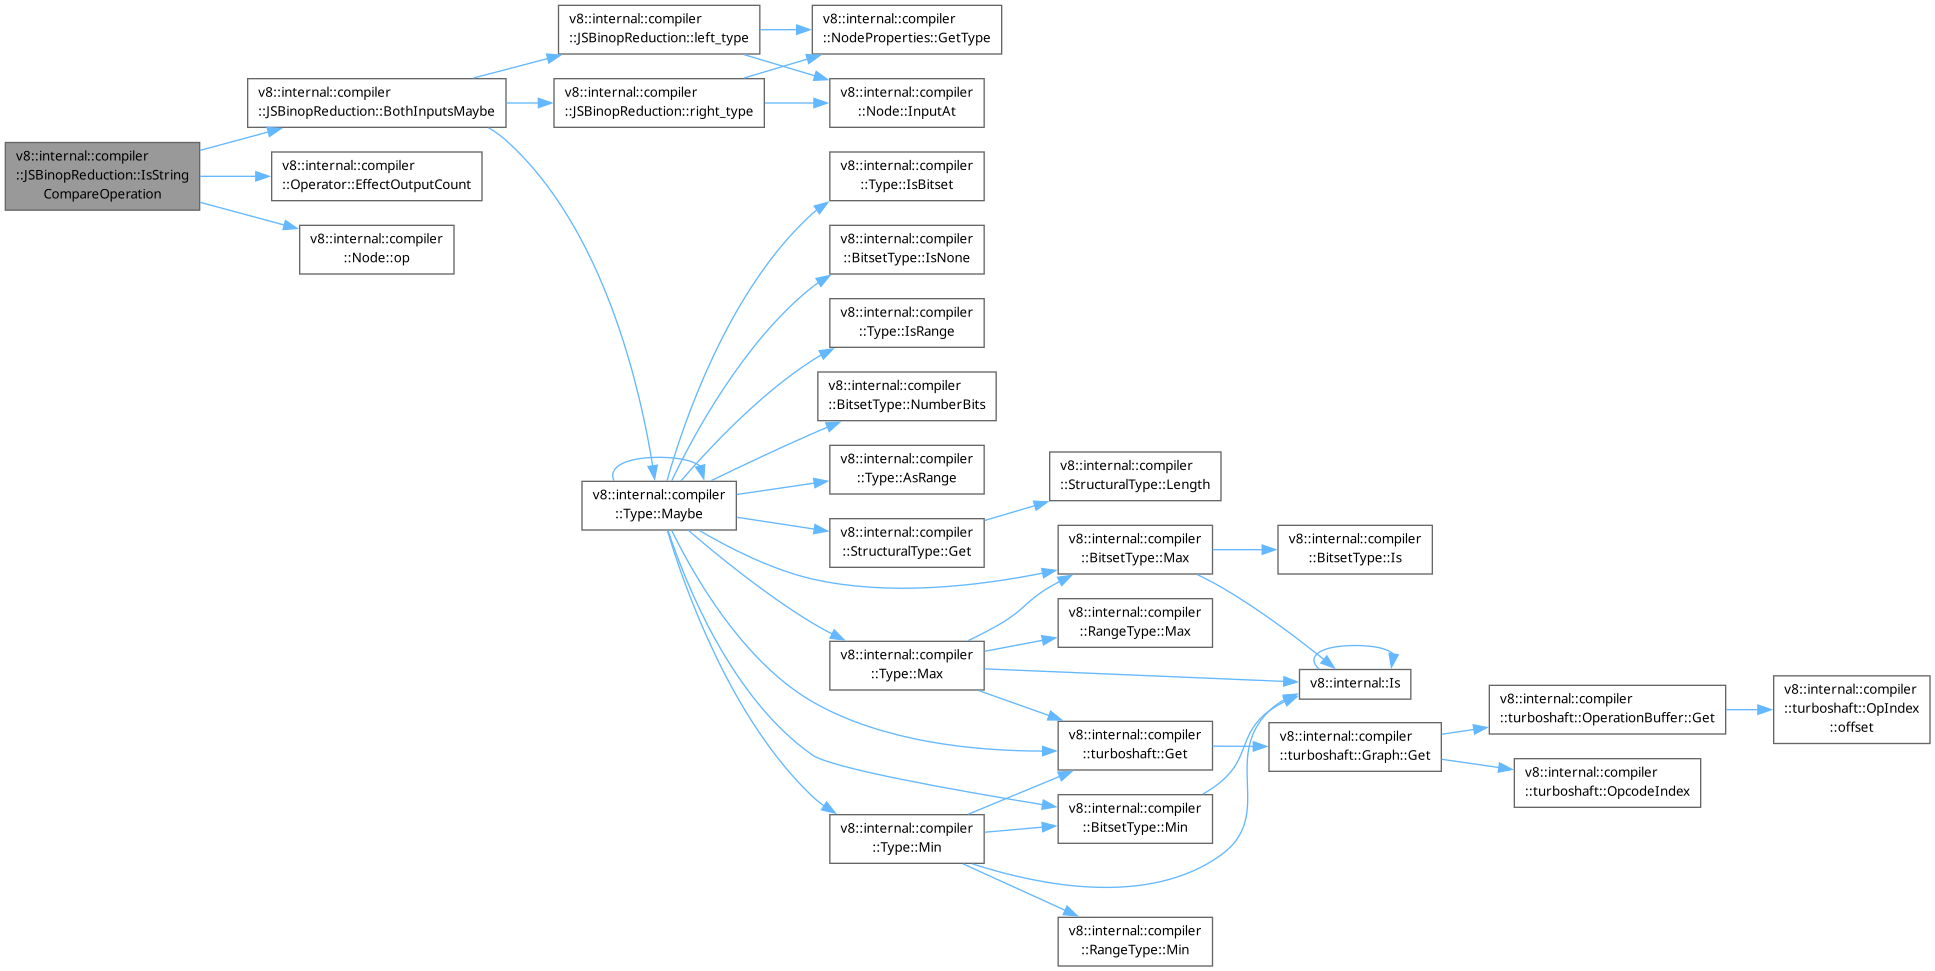 v8::internal::compiler
::JSBinopReduction::IsString
CompareOperation
v8::internal::compiler
::JSBinopReduction::BothInputsMaybe
v8::internal::compiler
::Operator::EffectOutputCount
v8::internal::compiler
::Node::op
v8::internal::compiler
::JSBinopReduction::left_type
v8::internal::compiler
::JSBinopReduction::right_type
v8::internal::compiler
::Type::Maybe
v8::internal::compiler
::NodeProperties::GetType
v8::internal::compiler
::Node::InputAt
v8::internal::compiler
::Type::IsBitset
v8::internal::compiler
::BitsetType::IsNone
v8::internal::compiler
::Type::IsRange
v8::internal::compiler
::BitsetType::NumberBits
v8::internal::compiler
::Type::AsRange
v8::internal::compiler
::StructuralType::Get
v8::internal::compiler
::Type::Max
v8::internal::compiler
::Type::Min
v8::internal::compiler
::StructuralType::Length
v8::internal::compiler
::BitsetType::Max
v8::internal::compiler
::RangeType::Max
v8::internal::compiler
::turboshaft::Get
v8::internal::compiler
::BitsetType::Min
v8::internal::compiler
::RangeType::Min
v8::internal::compiler
::BitsetType::Is
v8::internal::Is
v8::internal::compiler
::turboshaft::Graph::Get
v8::internal::compiler
::turboshaft::OperationBuffer::Get
v8::internal::compiler
::turboshaft::OpcodeIndex
v8::internal::compiler
::turboshaft::OpIndex
::offset